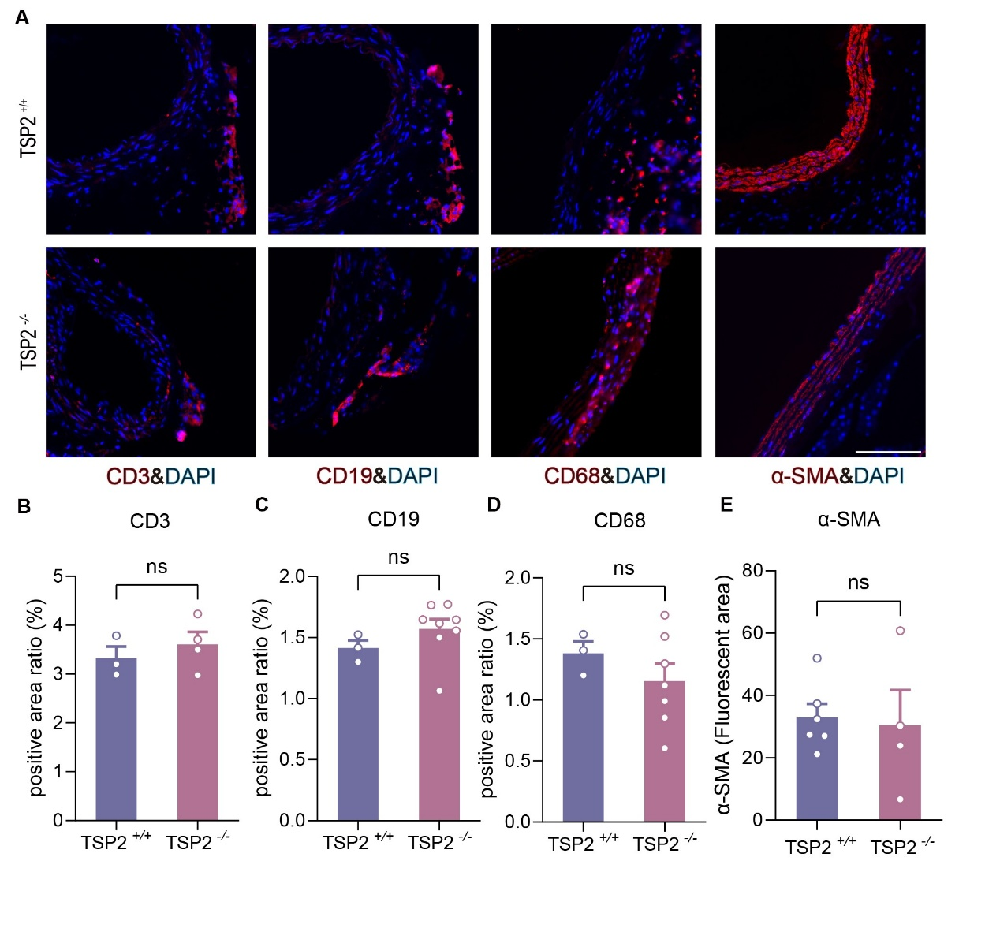 A
TSP2 +/+
TSP2 -/-
CD3&DAPI
CD19&DAPI
CD68&DAPI
α-SMA&DAPI
B
CD3
ns
positive area ratio (%)
5
4
3
2
1
0
TSP2 +/+
TSP2 -/-
C
CD19
ns
positive area ratio (%)
2.0
1.5
1.0
0.5
0.0
TSP2 +/+
TSP2 -/-
D
CD68
ns
positive area ratio (%)
2.0
1.5
1.0
0.5
0.0
TSP2 +/+
TSP2 -/-
E
α-SMA
ns
α-SMA (Fluorescent area)
80
60
40
20
0
TSP2 +/+
TSP2 -/-